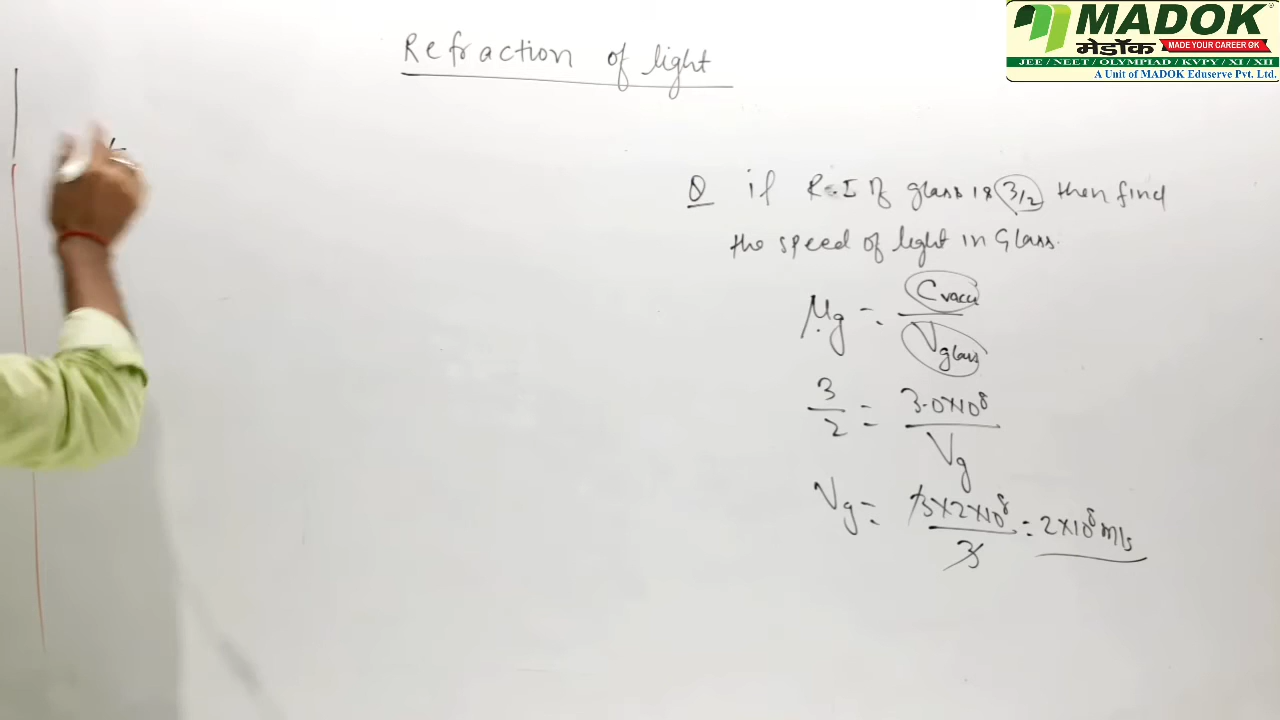 Refraction of light
MADOK
मेडॉक
MADE YOUR CAREER OK
JEE / NEET / OLYMPIAD / KVPY / XI / XII
A Unit of MADOK Eduserve Pvt. Ltd.
Q if R.I of glass is 3/2 then find
the speed of light in Glass.
μg = Cvacu / Vglass
3/2 = 3.0×10⁸ / Vg
Vg = 3×2×10⁸ / 3 = 2×10⁸ m/s